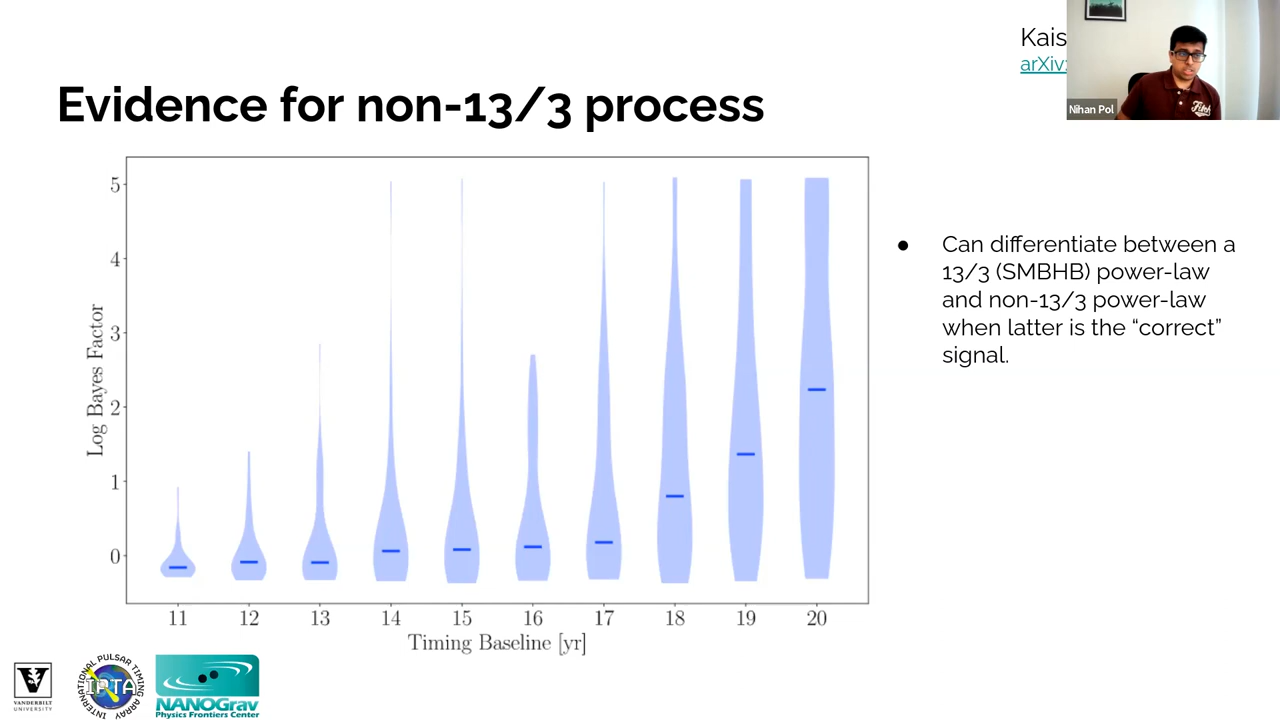 Kais
arXiv:
Nihan Pol
Evidence for non-13/3 process
5
4
3
2
1
0
Log Bayes Factor
11 12 13 14 15 16 17 18 19 20
Timing Baseline [yr]
● Can differentiate between a
13/3 (SMBHB) power-law
and non-13/3 power-law
when latter is the “correct”
signal.
V
VANDERBILT
UNIVERSITY
INTERNATIONAL PULSAR TIMING ARRAY
IPTA
NANOGrav
Physics Frontiers Center